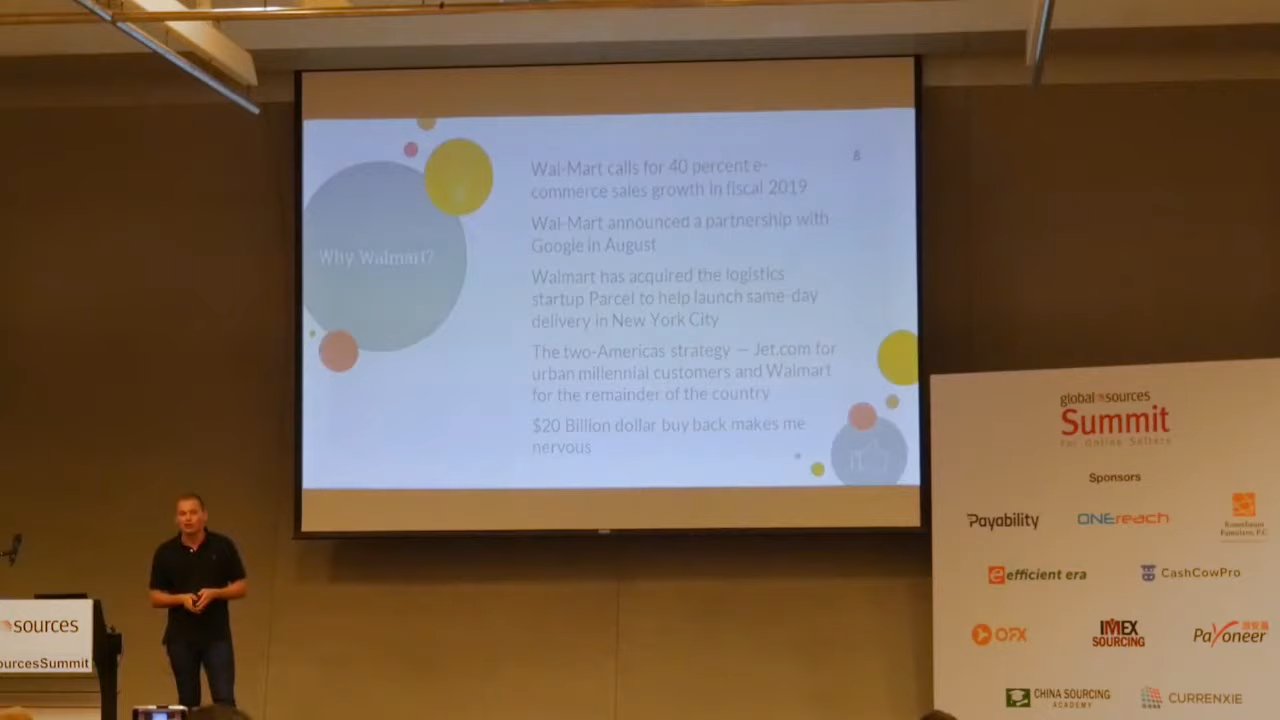 8
Why Walmart?
Wal-Mart calls for 40 percent e-
commerce sales growth in fiscal 2019
Wal-Mart announced a partnership with
Google in August
Walmart has acquired the logistics
startup Parcel to help launch same-day
delivery in New York City
The two-Americas strategy — Jet.com for
urban millennial customers and Walmart
for the remainder of the country
$20 Billion dollar buy back makes me
nervous
global sources
Summit
For Online Sellers
Sponsors
Payability
ONEreach
e efficient era
CashCowPro
OFX
IMEX
SOURCING
Payoneer
CHINA SOURCING
ACADEMY
CURRENXIE
sources
ourcesSummit